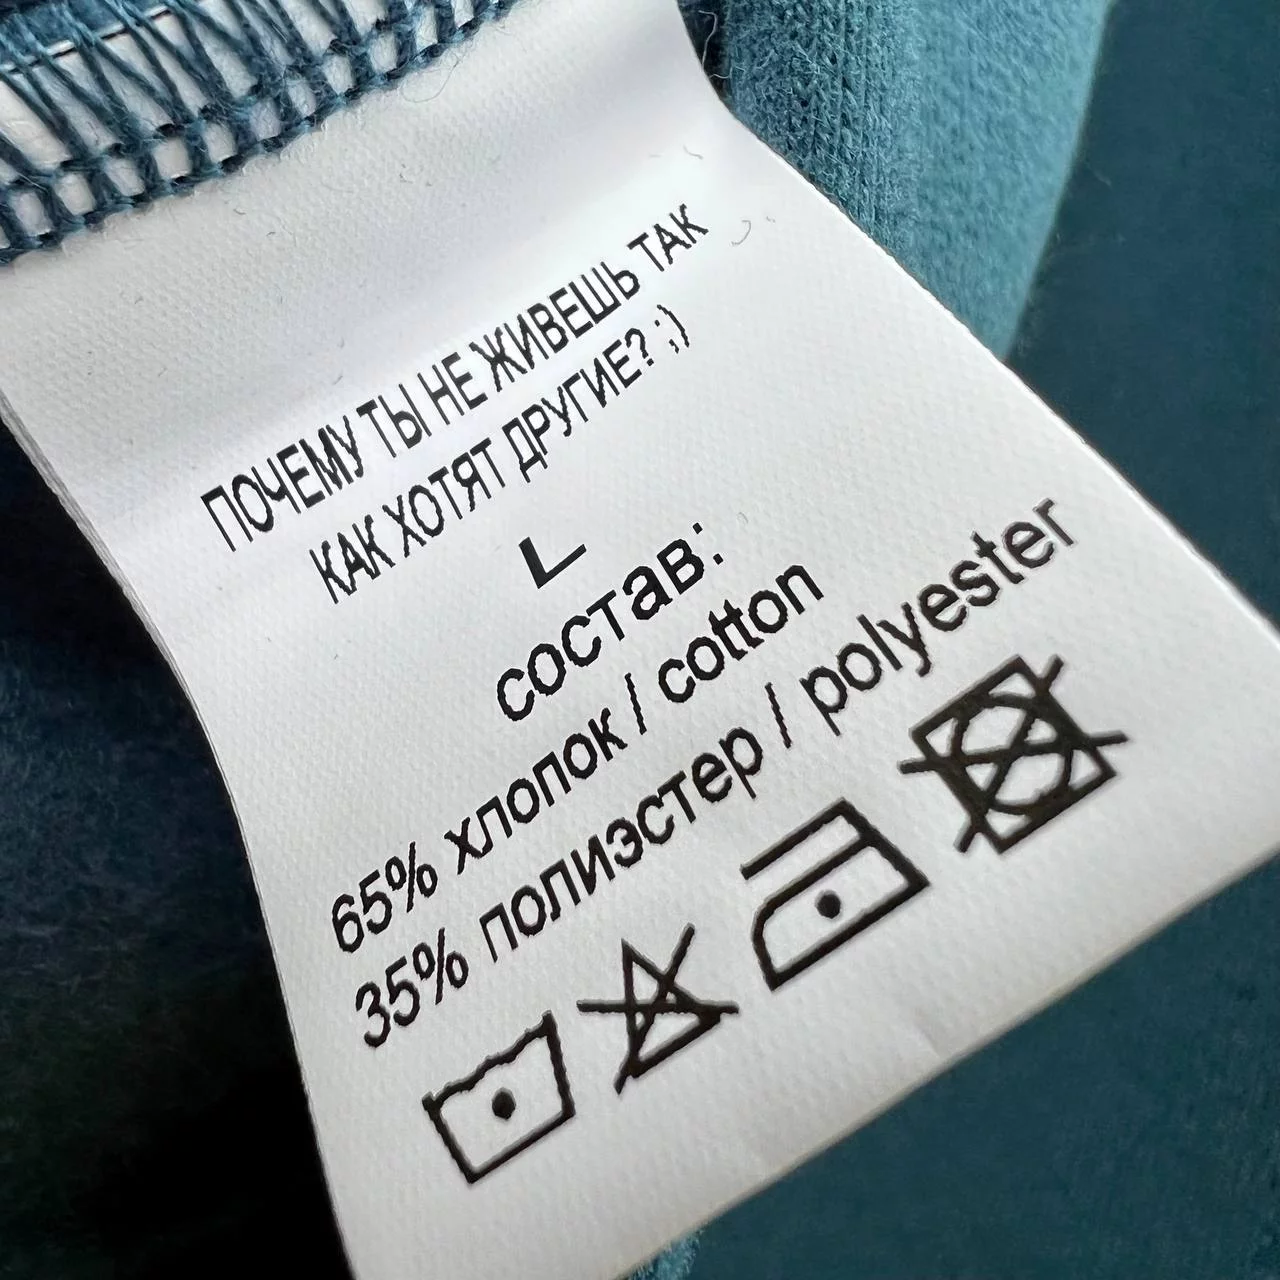 ПОЧЕМУ ТЫ НЕ ЖИВЕШЬ ТАК
КАК ХОТЯТ ДРУГИЕ? ;)
L
состав:
65% хлопок / cotton
35% полиэстер / polyester